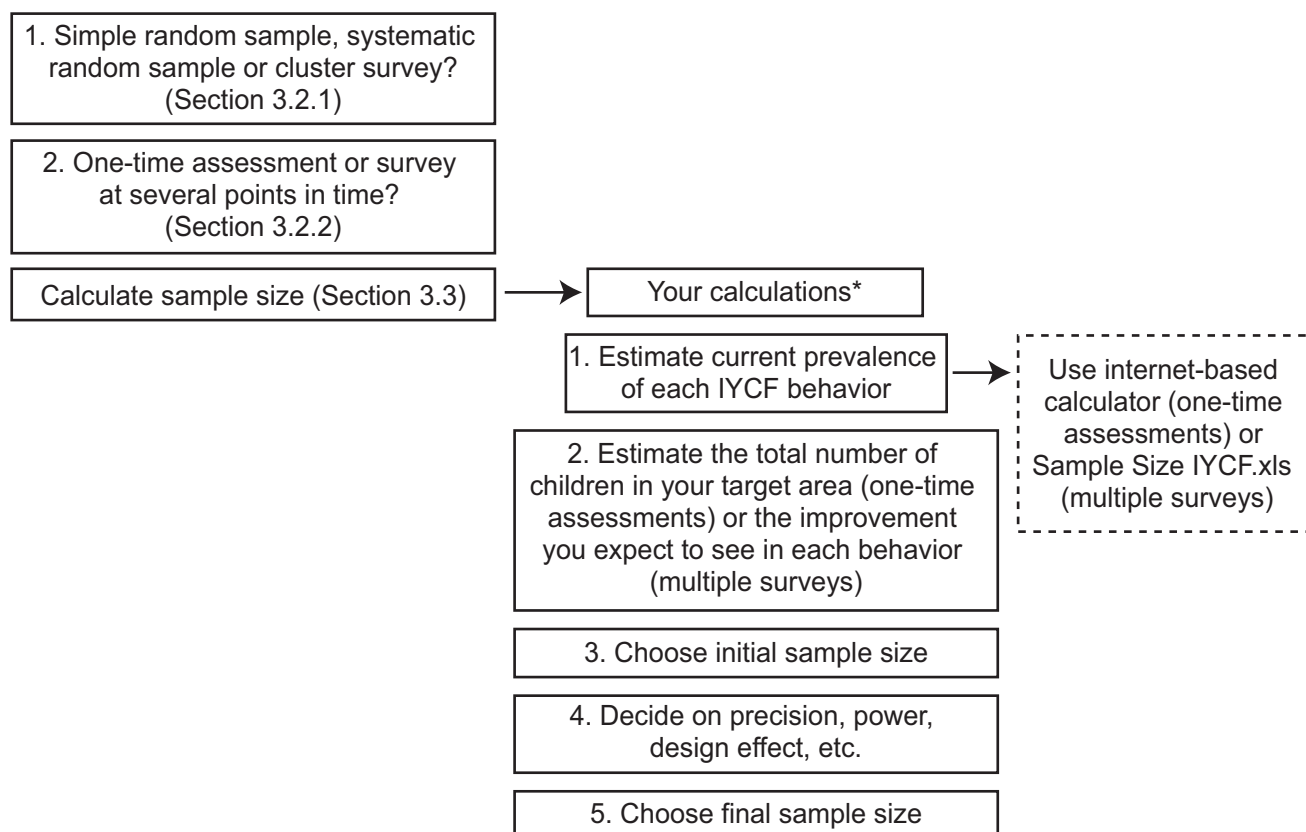 1. Simple random sample, systematic
random sample or cluster survey?
(Section 3.2.1)
2. One-time assessment or survey
at several points in time?
(Section 3.2.2)
Calculate sample size (Section 3.3)
Your calculations*
1. Estimate current prevalence
of each IYCF behavior
Use internet-based
calculator (one-time
assessments) or
Sample Size IYCF.xls
(multiple surveys)
2. Estimate the total number of
children in your target area (one-time
assessments) or the improvement
you expect to see in each behavior
(multiple surveys)
3. Choose initial sample size
4. Decide on precision, power,
design effect, etc.
5. Choose final sample size